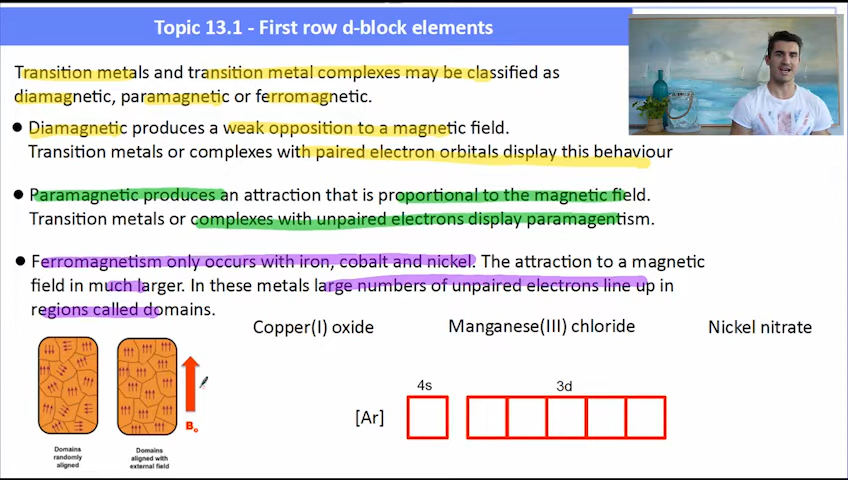 Topic 13.1 - First row d-block elements
Transition metals and transition metal complexes may be classified as
diamagnetic, paramagnetic or ferromagnetic.
• Diamagnetic produces a weak opposition to a magnetic field.
Transition metals or complexes with paired electron orbitals display this behaviour
• Paramagnetic produces an attraction that is proportional to the magnetic field.
Transition metals or complexes with unpaired electrons display paramagentism.
• Ferromagnetism only occurs with iron, cobalt and nickel. The attraction to a magnetic
field in much larger. In these metals large numbers of unpaired electrons line up in
regions called domains.
Copper(I) oxide
Manganese(III) chloride
Nickel nitrate
4s
3d
[Ar]
B₀
Domains
randomly
aligned
Domains
aligned with
external field